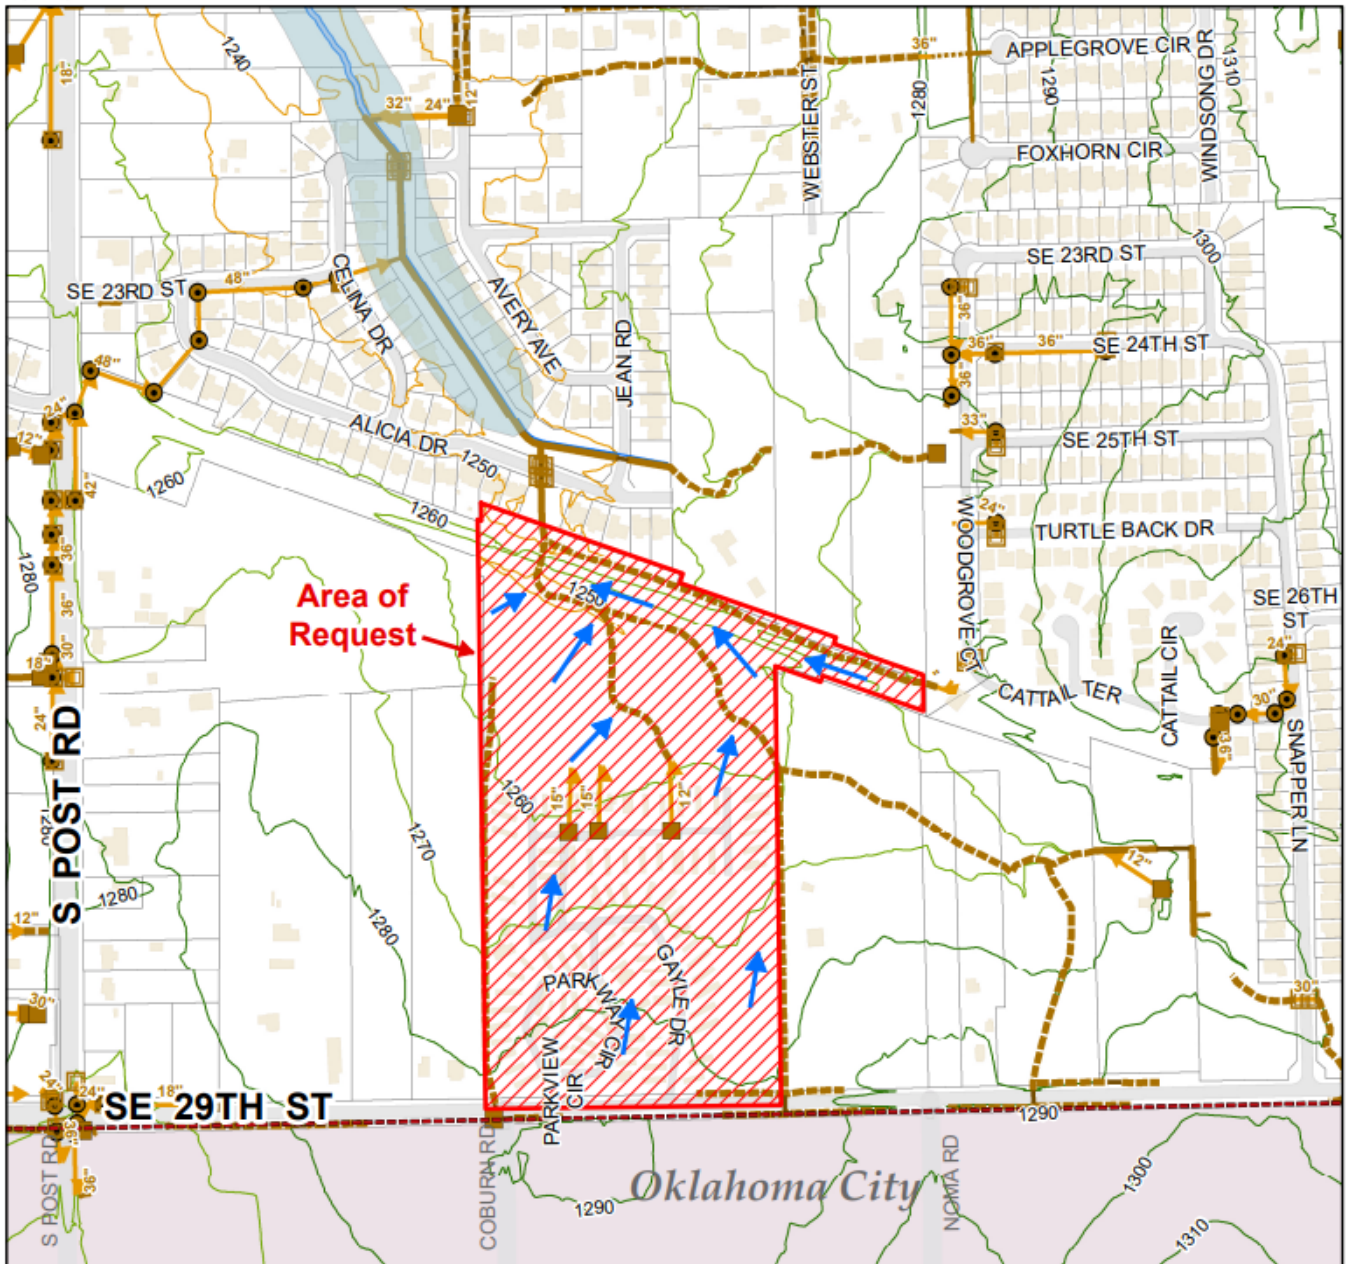 36"
APPLEGROVE CIR
WINDSONG DR
1310
1240
18"
1290
1280
32"
24"
12"
WEBSTER ST
FOXHORN CIR
1300
SE 23RD ST
SE 23RD ST
48"
CELINA DR
AVERY AVE
JEAN RD
36"
36"
36"
SE 24TH ST
36"
48"
24"
12"
ALICIA DR
1250
33"
SE 25TH ST
1260
42"
1260
WOODGROVE CT
24"
TURTLE BACK DR
36"
1280
36"
Area of
Request
1250
SE 26TH
ST
30"
18"
24"
CATTAIL TER
CATTAIL CIR
24"
30"
36"
SNAPPER LN
S POST RD
1280
1260
15"
15"
12"
1270
12"
1280
1280
12"
GAYLE DR
PARKWAY CIR
PARKVIEW
CIR
30"
30"
24"
24"
18"
SE 29TH ST
1290
36"
36"
S POST RD
COBURN RD
NOMA RD
Oklahoma City
1290
1300
1310